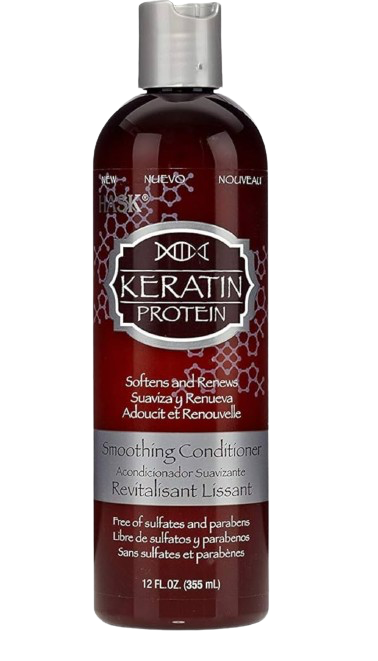 NEW NUEVO NOUVEAU
HASK®
KERATIN
PROTEIN
Softens and Renews
Suaviza y Renueva
Adoucit et Renouvelle
Smoothing Conditioner
Acondicionador Suavizante
Revitalisant Lissant
Free of sulfates and parabens
Libre de sulfatos y parabenos
Sans sulfates et parabènes
12 FL.OZ. (355 mL)